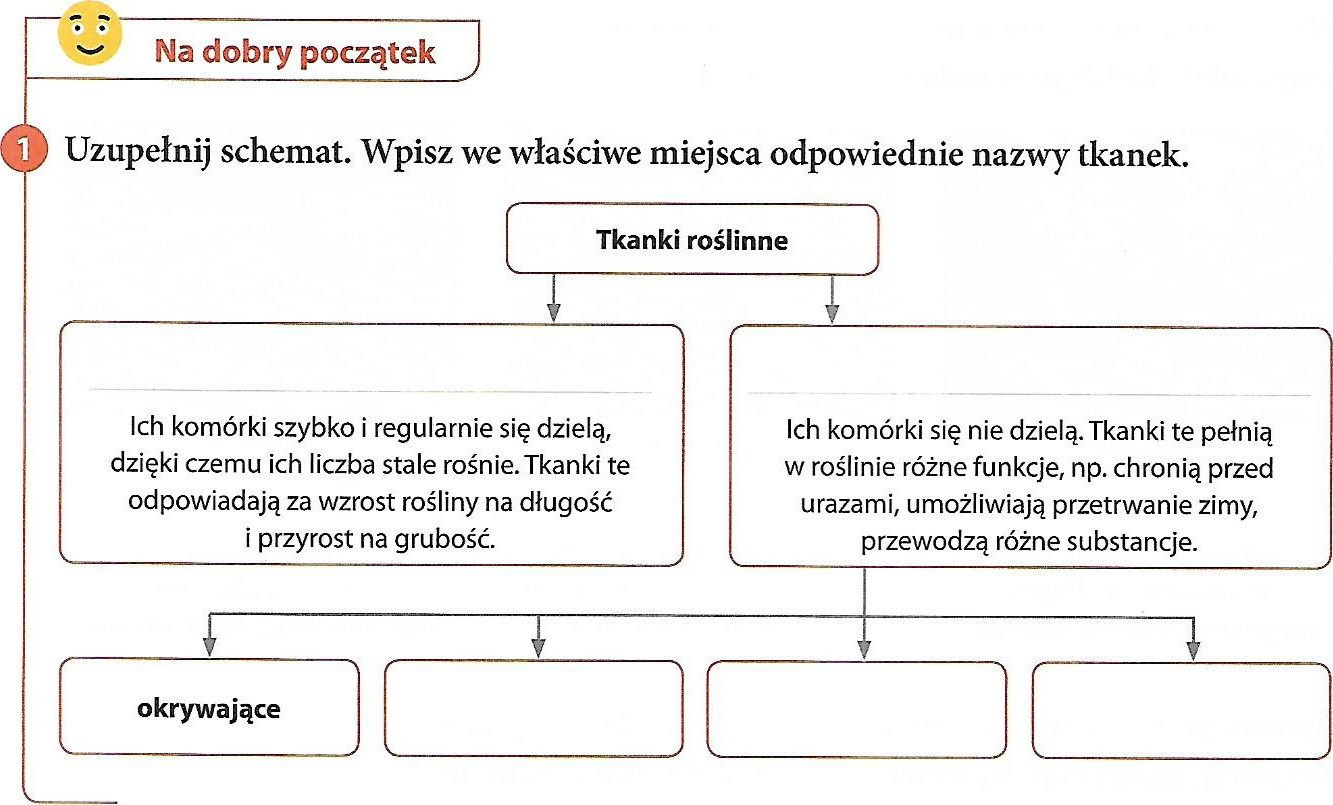 Na dobry początek
1 Uzupełnij schemat. Wpisz we właściwe miejsca odpowiednie nazwy tkanek.
Tkanki roślinne
Ich komórki szybko i regularnie się dzielą,
dzięki czemu ich liczba stale rośnie. Tkanki te
odpowiadają za wzrost rośliny na długość
i przyrost na grubość.
Ich komórki się nie dzielą. Tkanki te pełnią
w roślinie różne funkcje, np. chronią przed
urazami, umożliwiają przetrwanie zimy,
przewodzą różne substancje.
okrywające